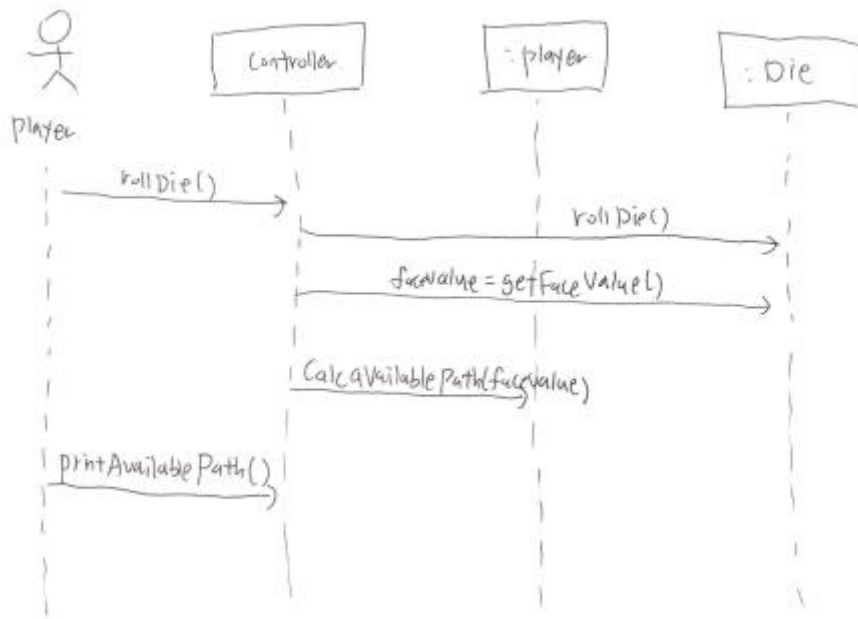 Controller
: player
: Die
player
rollDie()
rollDie()
facevalue = getFaceValue()
CalcavailablePath(facevalue)
printAvailablePath()